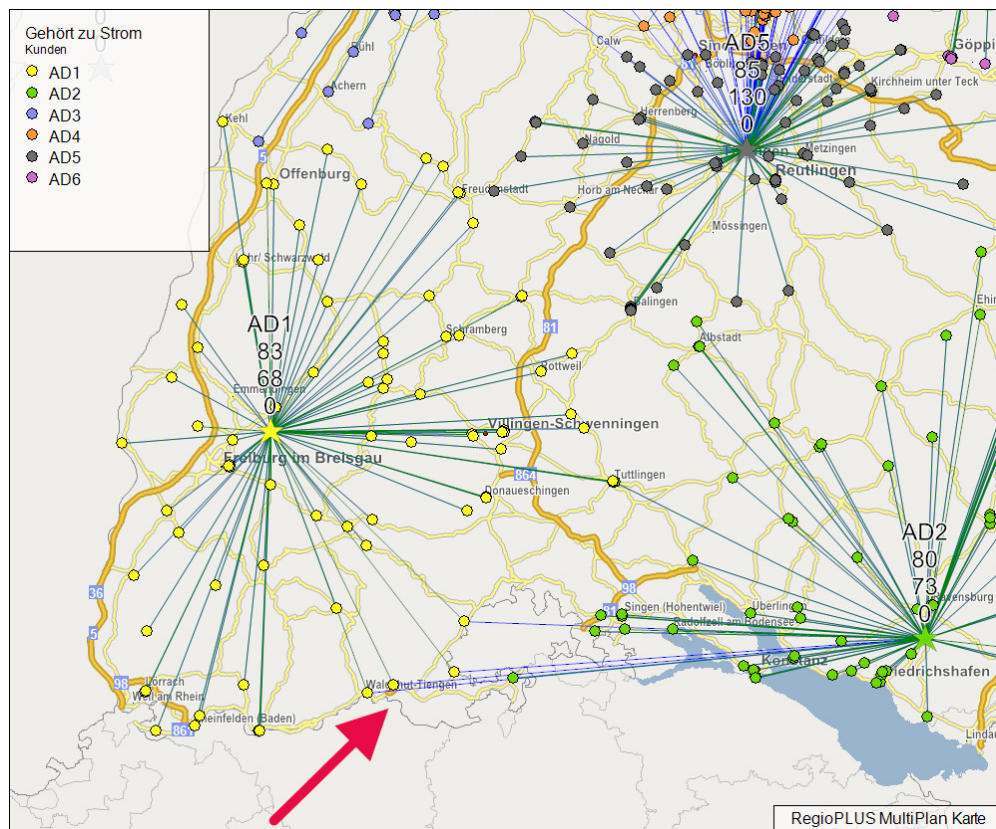 Gehört zu Strom
Kunden
AD1
AD2
AD3
AD4
AD5
AD6
Calw
Bühl
Achern
Kehl
5
Offenburg
Freudenstadt
Nagold
Herrenberg
Horb am Neckar
AD5
85
130
0
Göppi
Kirchheim unter Teck
Metzingen
Reutlingen
Mössingen
Balingen
Albstadt
Ehi
Lahr/ Schwarzwald
81
Schramberg
Rottweil
AD1
83
68
0
Emmendingen
Villingen-Schwenningen
Freiburg im Breisgau
864
Tuttlingen
Donaueschingen
AD2
80
73
0
36
98
81
Singen (Hohentwiel)
Überlingen
Ravensburg
Radolfzell am Bodensee
5
Konstanz
Friedrichshafen
Waldshut-Tiengen
98
Lörrach
Weil am Rhein
Rheinfelden (Baden)
861
Lindau
RegioPLUS MultiPlan Karte